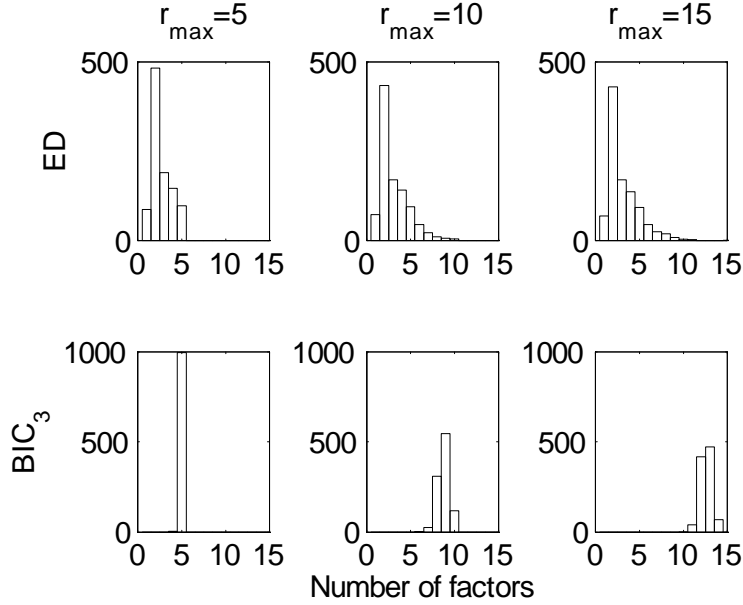 r_max=5 r_max=10 r_max=15
500 500 500
ED
0 0 0
0 5 10 15 0 5 10 15 0 5 10 15
1000 1000 1000
BIC_3
500 500 500
0 0 0
0 5 10 15 0 5 10 15 0 5 10 15
Number of factors